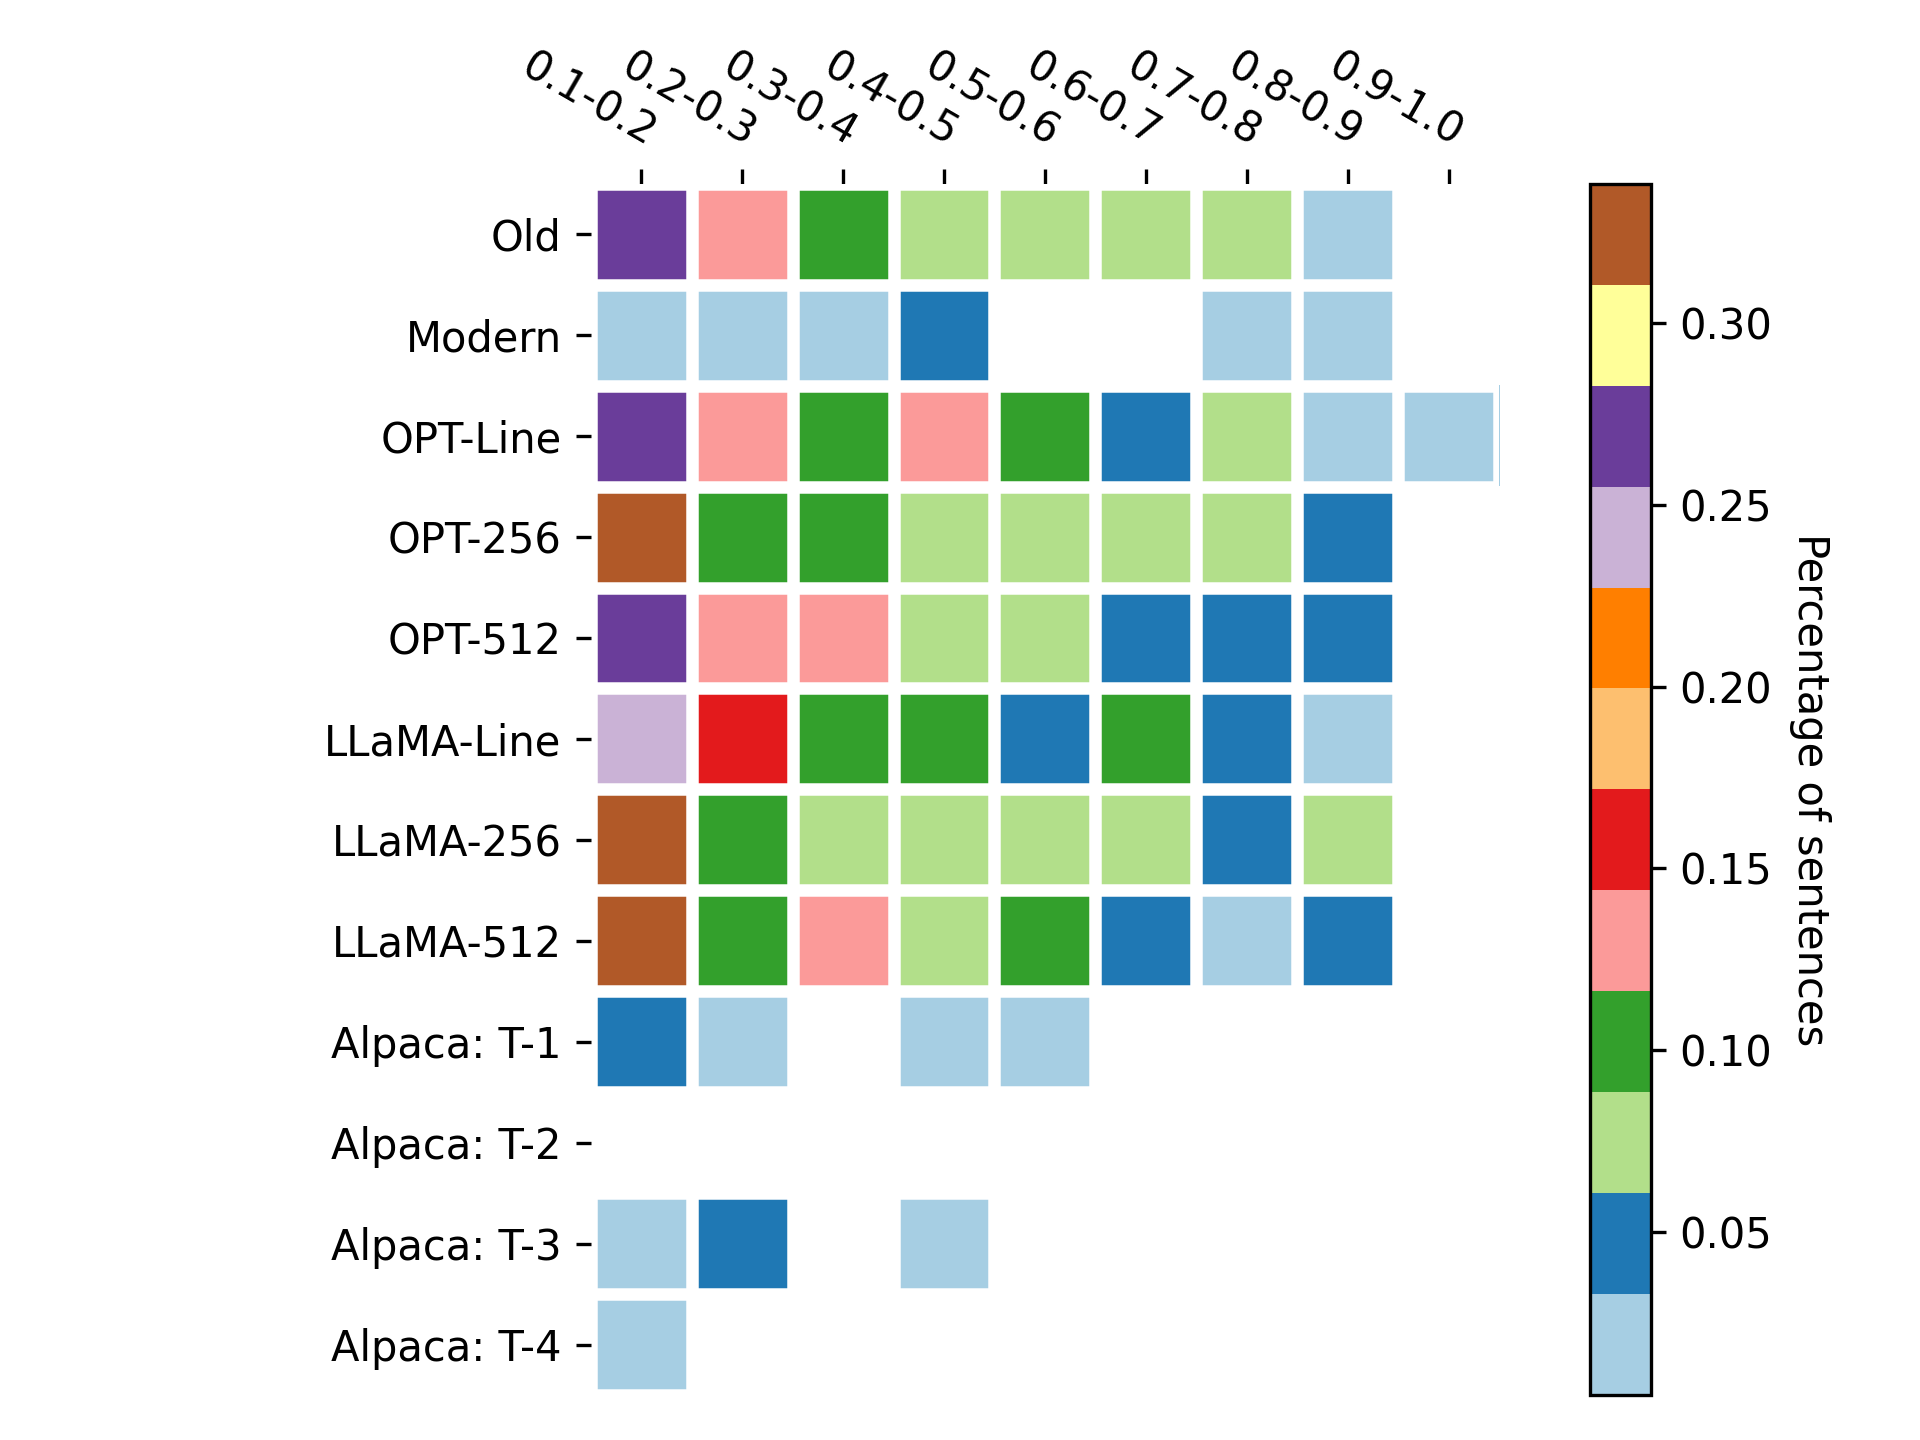 0.1-0.2
0.2-0.3
0.3-0.4
0.4-0.5
0.5-0.6
0.6-0.7
0.7-0.8
0.8-0.9
0.9-1.0
Old
Modern
OPT-Line
OPT-256
OPT-512
LLaMA-Line
LLaMA-256
LLaMA-512
Alpaca: T-1
Alpaca: T-2
Alpaca: T-3
Alpaca: T-4
0.30
0.25
0.20
0.15
0.10
0.05
Percentage of sentences